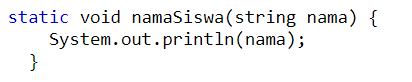 static void namaSiswa(string nama) {
System.out.println(nama);
}